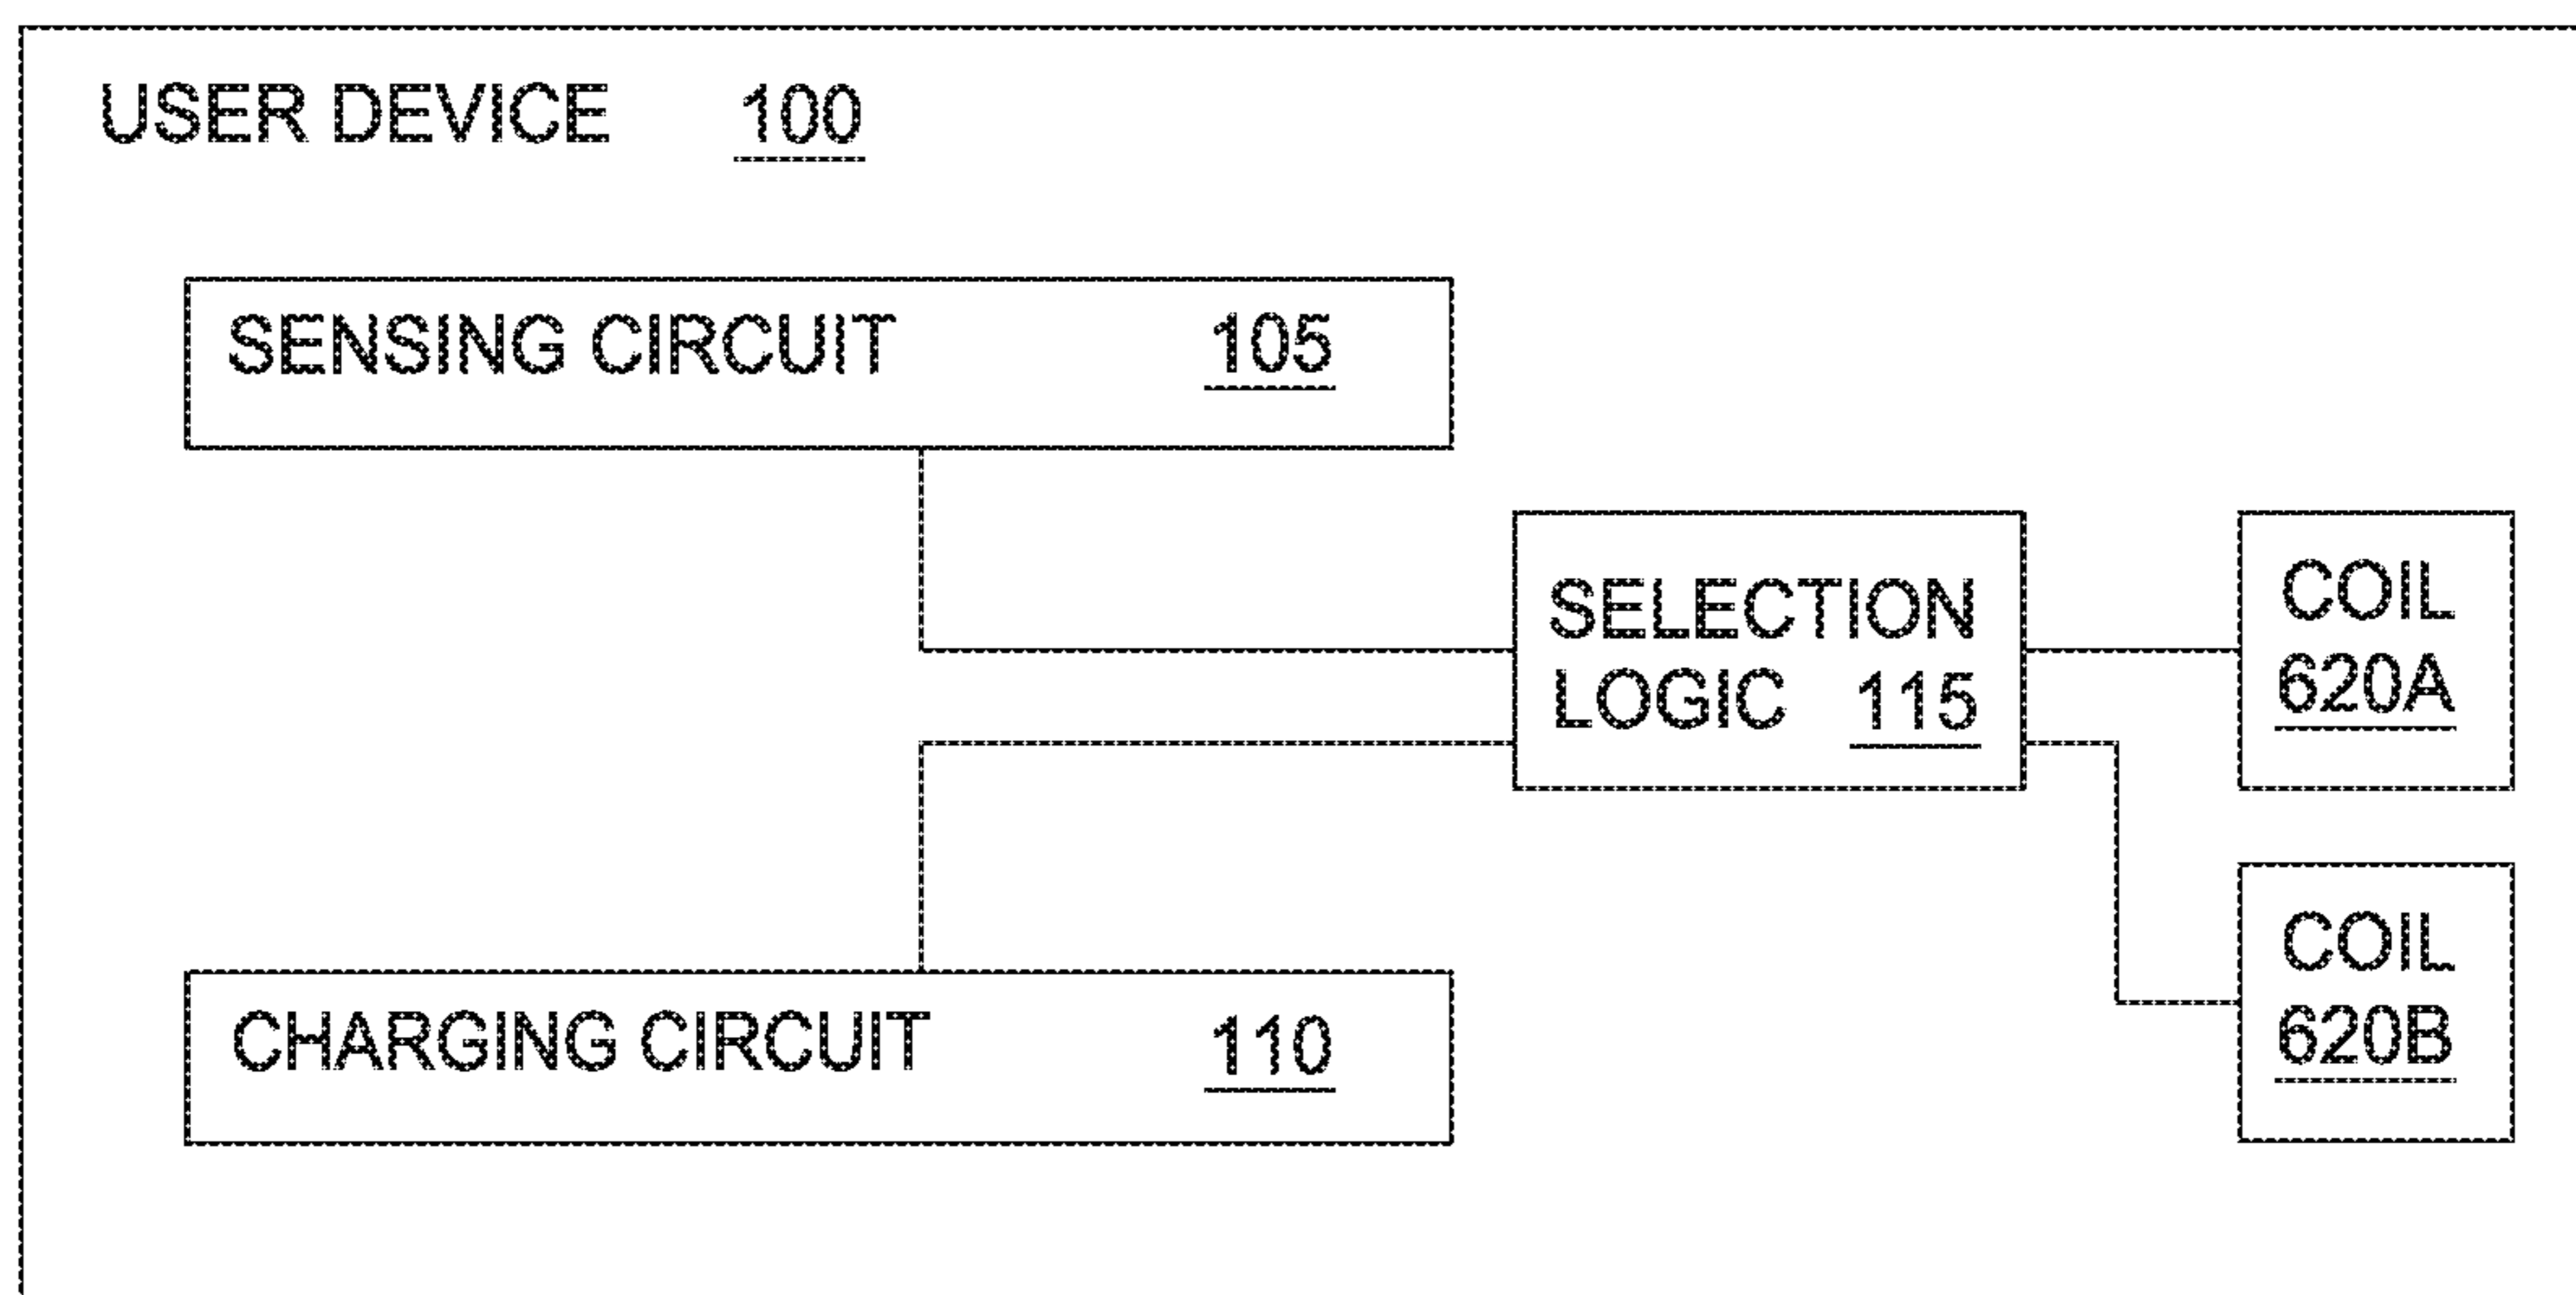 USER DEVICE 100
SENSING CIRCUIT 105
SELECTION
LOGIC 115
COIL
620A
COIL
620B
CHARGING CIRCUIT 110